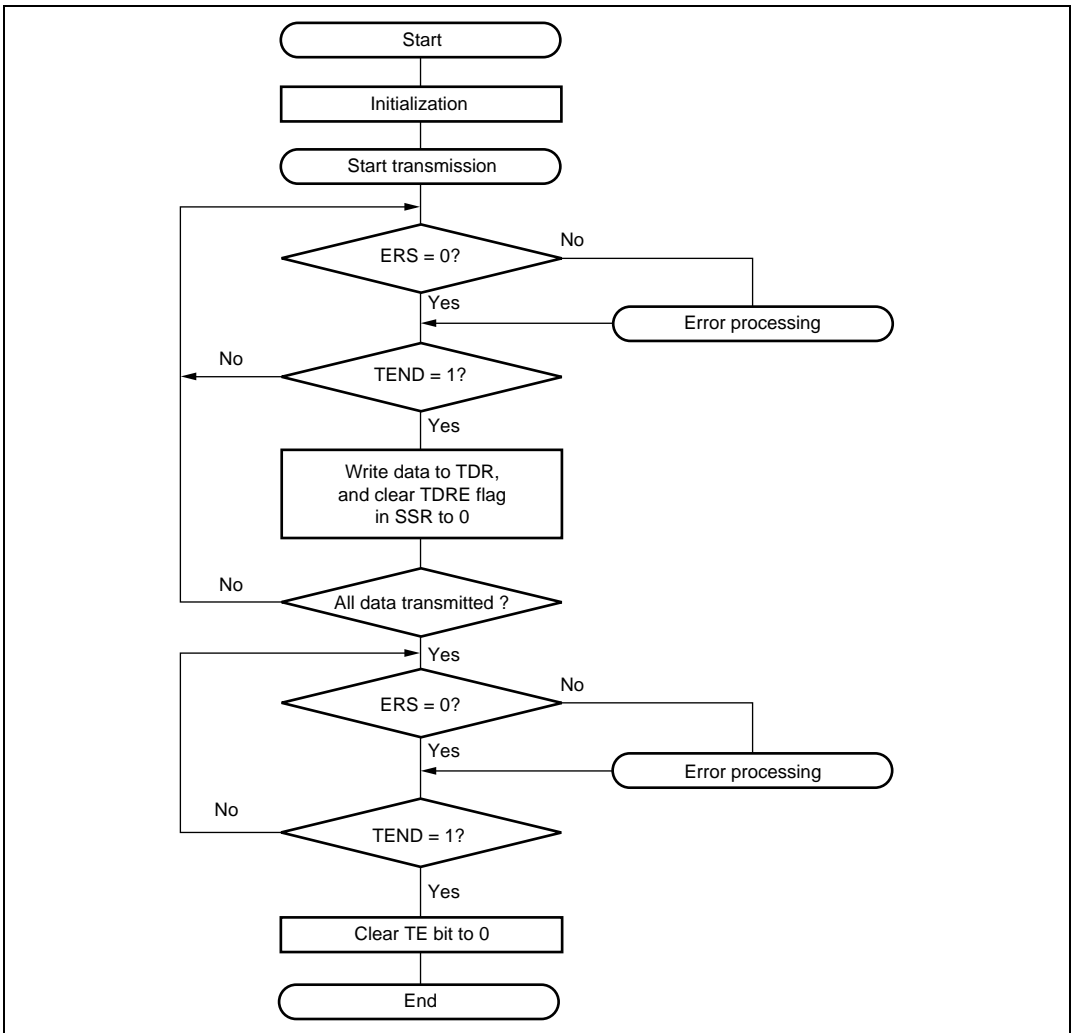 Start
Initialization
Start transmission
ERS = 0?
No
Yes
Error processing
No
TEND = 1?
Yes
Write data to TDR,
and clear TDRE flag
in SSR to 0
No
All data transmitted ?
Yes
ERS = 0?
No
Yes
Error processing
No
TEND = 1?
Yes
Clear TE bit to 0
End